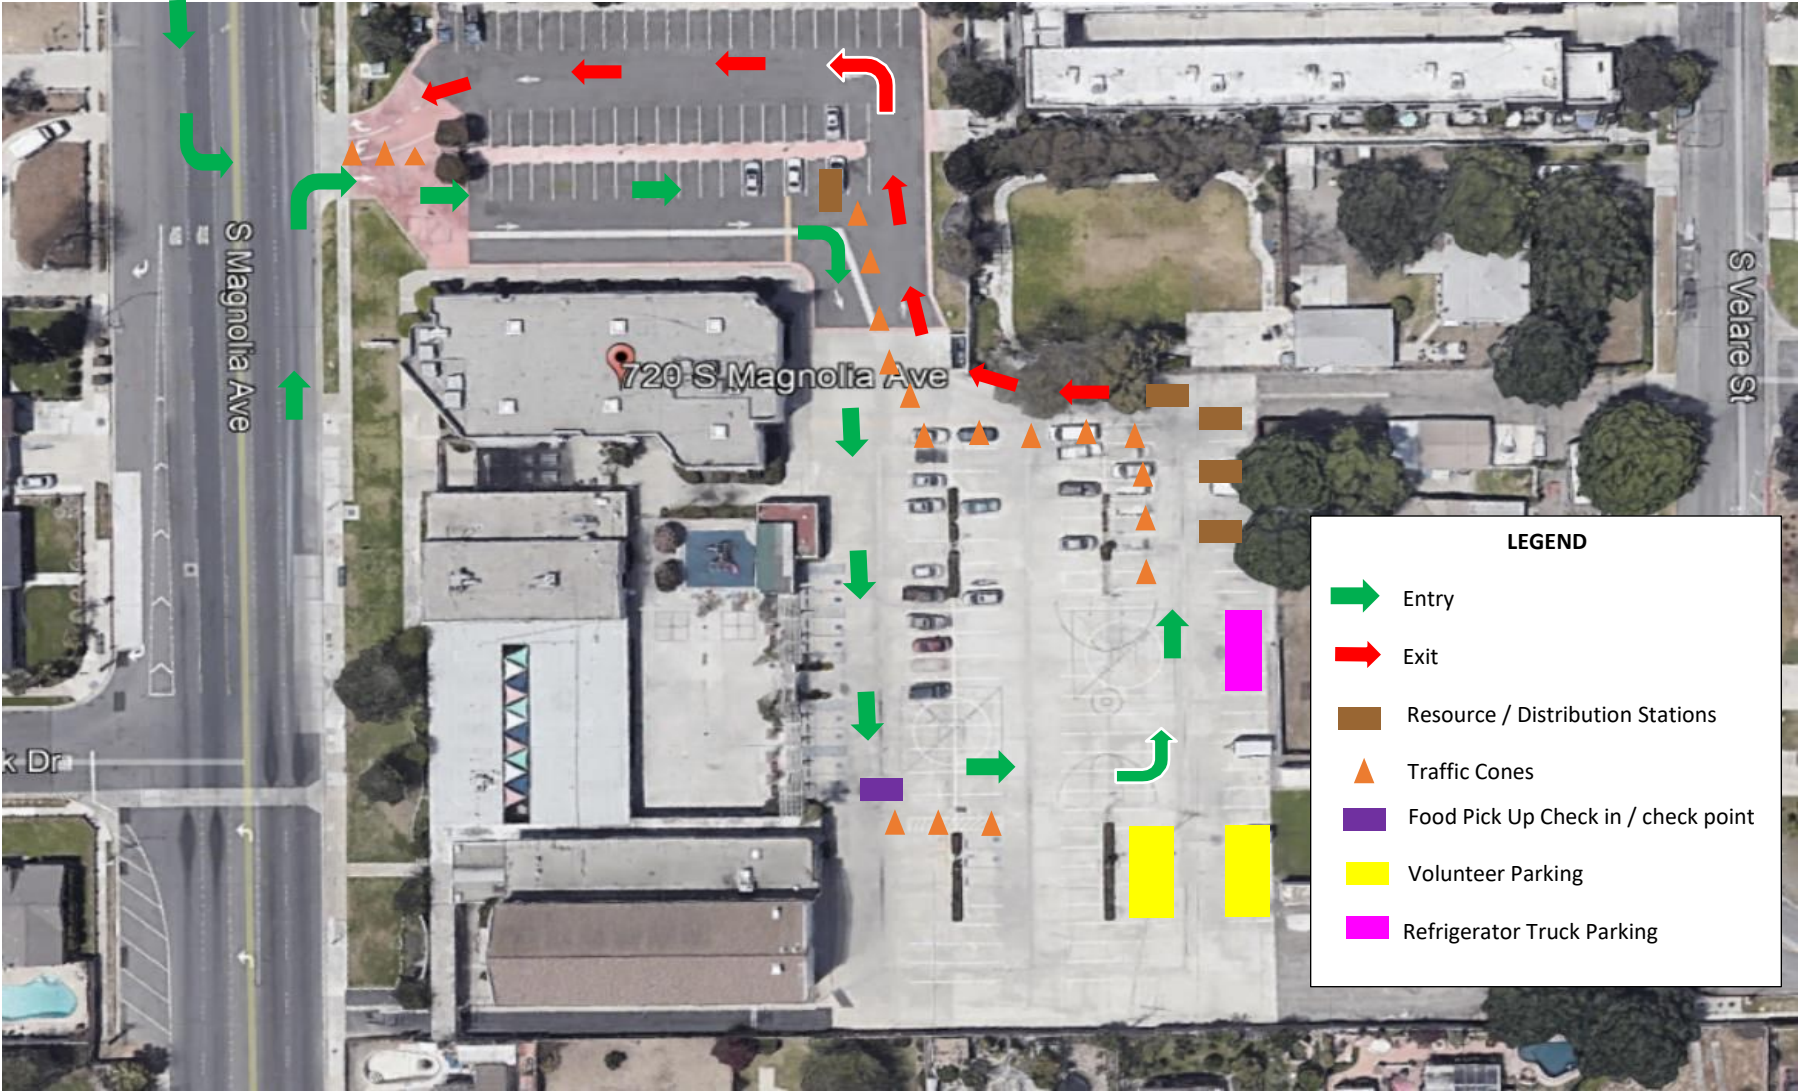 S Magnolia Ave
720 S Magnolia Ave
S Velare St
k Dr
LEGEND
Entry
Exit
Resource / Distribution Stations
Traffic Cones
Food Pick Up Check in / check point
Volunteer Parking
Refrigerator Truck Parking